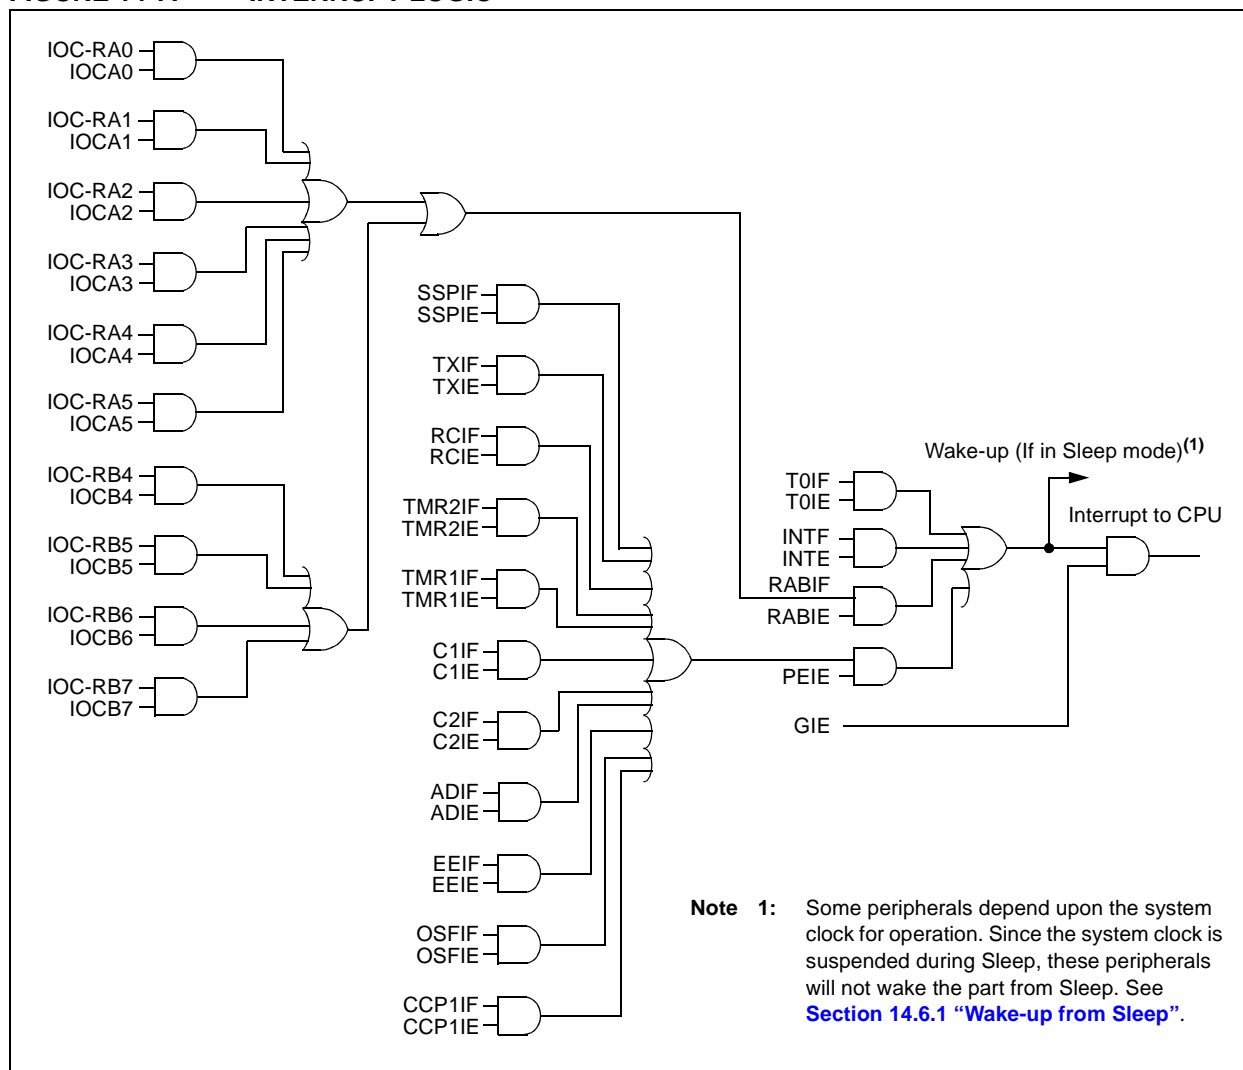 IOC-RA0
IOCA0
IOC-RA1
IOCA1
IOC-RA2
IOCA2
IOC-RA3
IOCA3
IOC-RA4
IOCA4
IOC-RA5
IOCA5
IOC-RB4
IOCB4
IOC-RB5
IOCB5
IOC-RB6
IOCB6
IOC-RB7
IOCB7
SSPIF
SSPIE
TXIF
TXIE
RCIF
RCIE
TMR2IF
TMR2IE
TMR1IF
TMR1IE
C1IF
C1IE
C2IF
C2IE
ADIF
ADIE
EEIF
EEIE
OSFIF
OSFIE
CCP1IF
CCP1IE
Wake-up (If in Sleep mode)(1)
T0IF
T0IE
Interrupt to CPU
INTF
INTE
RABIF
RABIE
PEIE
GIE
Note 1: Some peripherals depend upon the system
clock for operation. Since the system clock is
suspended during Sleep, these peripherals
will not wake the part from Sleep. See
Section 14.6.1 “Wake-up from Sleep”.